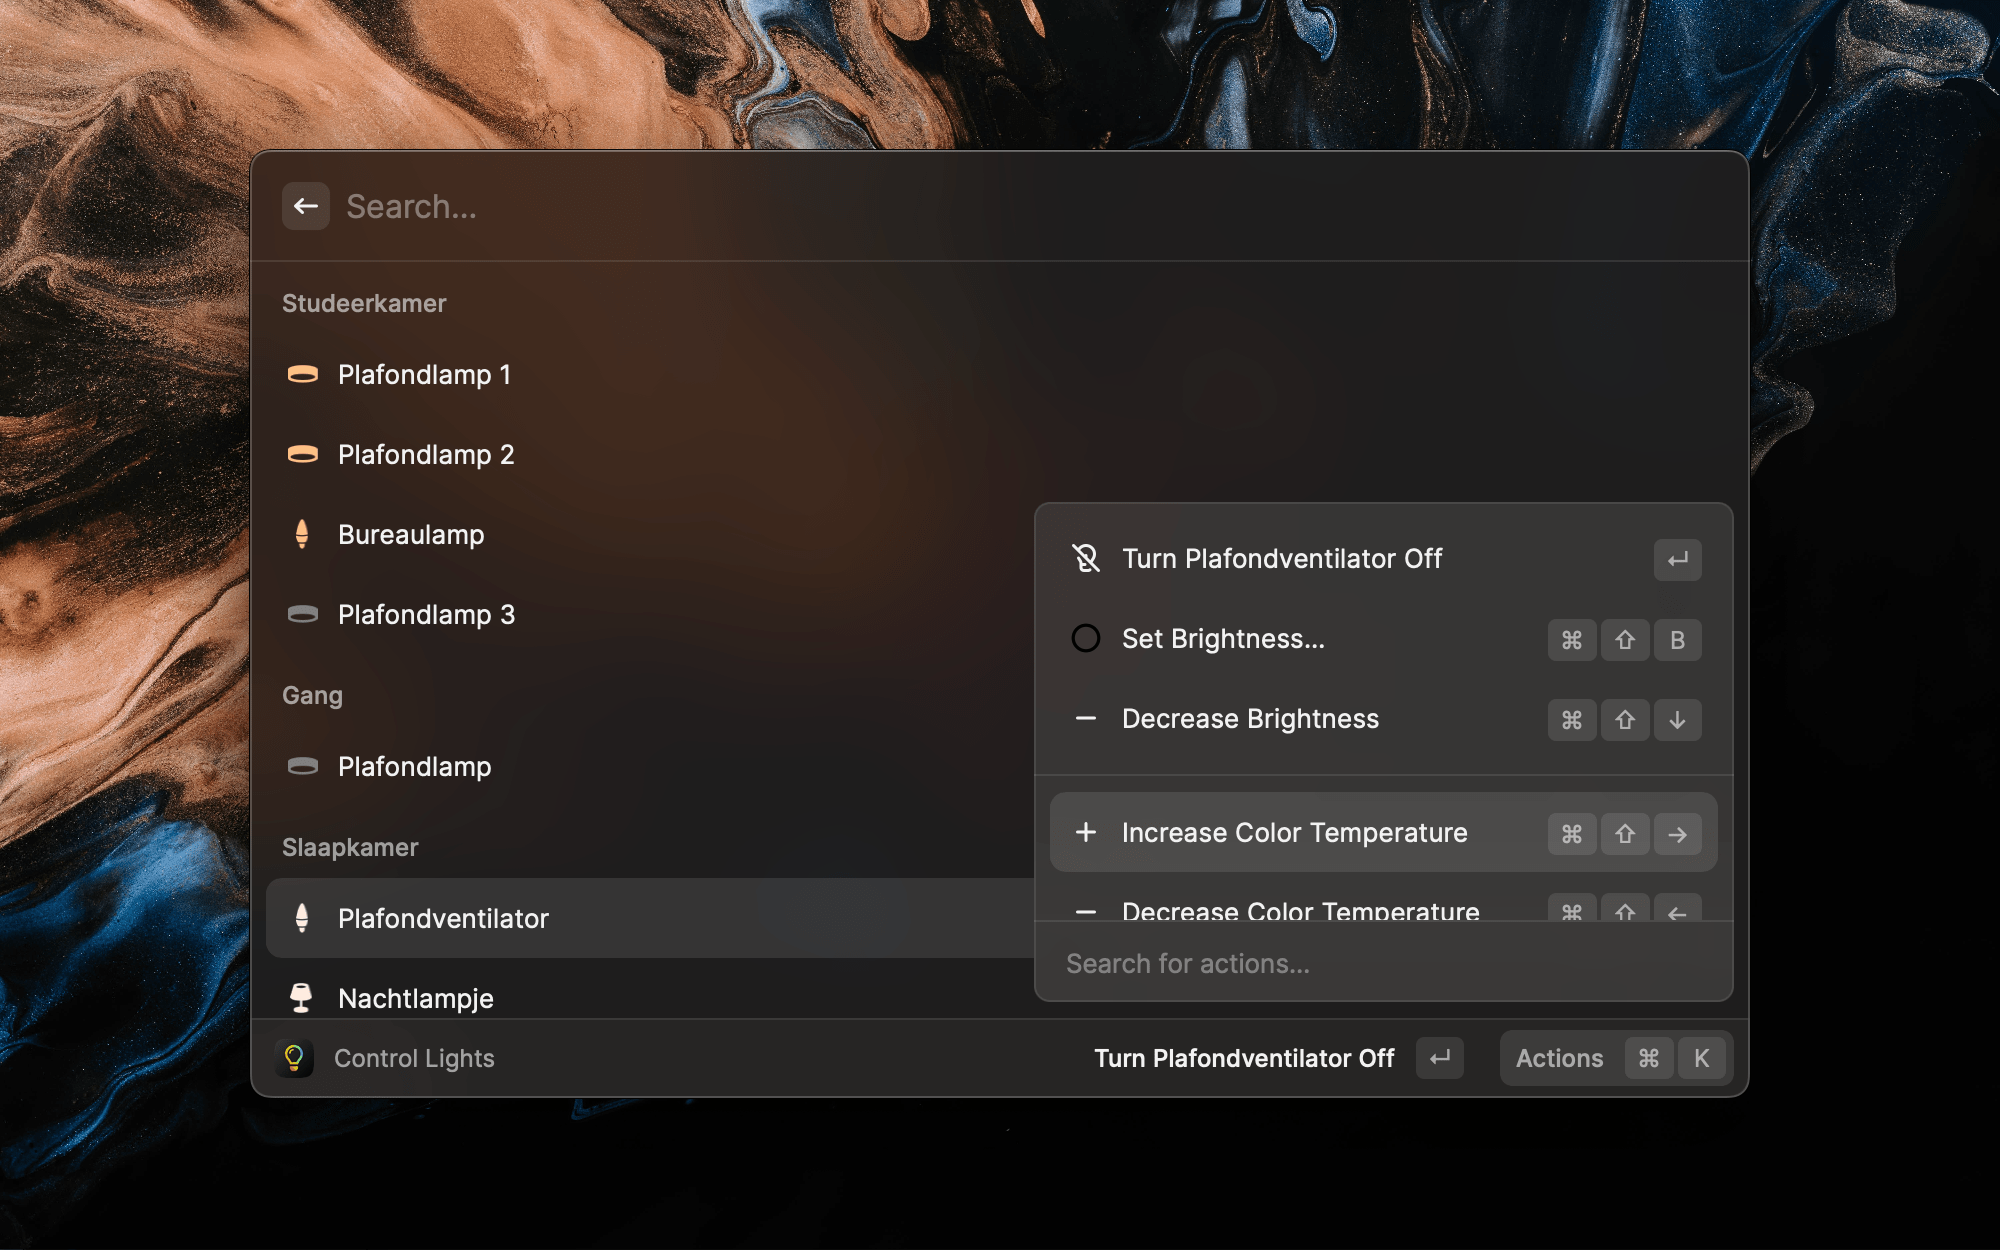 Search...
Studeerkamer
Plafondlamp 1
Plafondlamp 2
Bureaulamp
Plafondlamp 3
Gang
Plafondlamp
Slaapkamer
Plafondventilator
Nachtlampje
Turn Plafondventilator Off ↵
Set Brightness... ⌘ ⇧ B
Decrease Brightness ⌘ ⇧ ↓
+ Increase Color Temperature ⌘ ⇧ →
− Decrease Color Temperature ⌘ ⇧ ←
Search for actions...
Control Lights
Turn Plafondventilator Off ↵
Actions ⌘ K